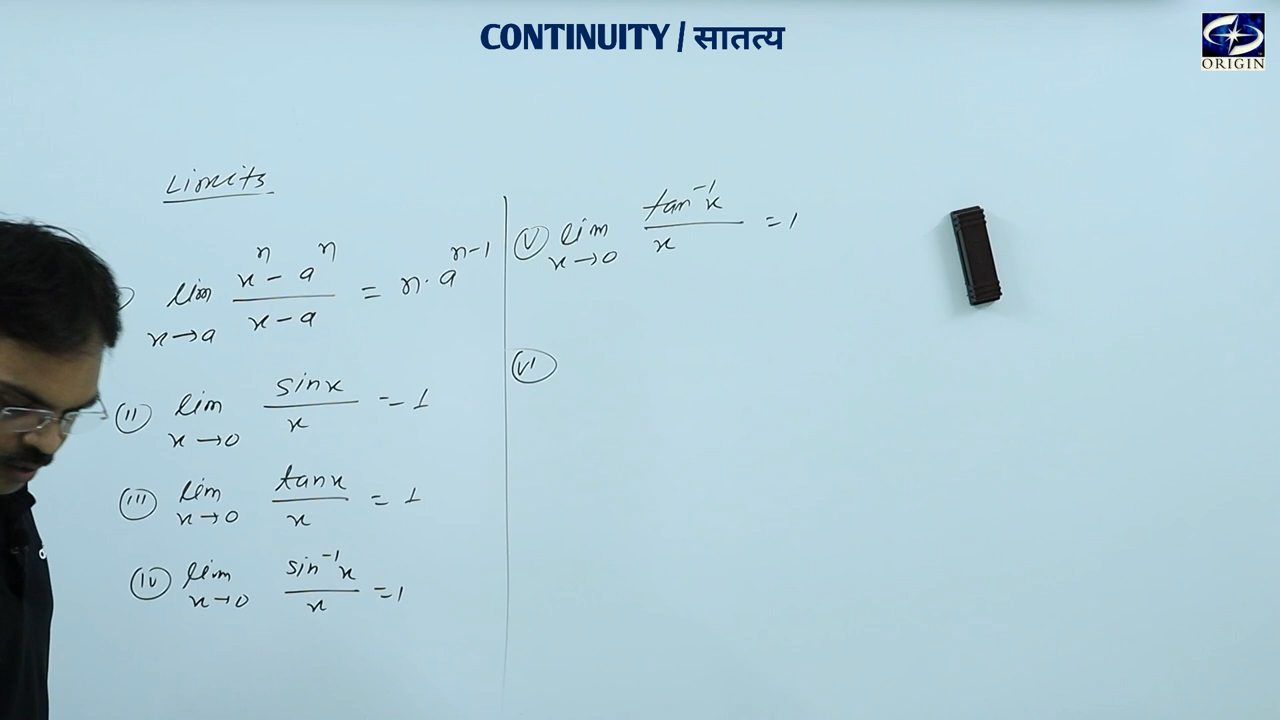 CONTINUITY / सातत्य
ORIGIN
Limits
lim x→a (xⁿ - aⁿ)/(x - a) = n·aⁿ⁻¹
(ii) lim x→0 sinx/x = 1
(iii) lim x→0 tanx/x = 1
(iv) lim x→0 sin⁻¹x/x = 1
(v) lim x→0 tan⁻¹x/x = 1
(vi)